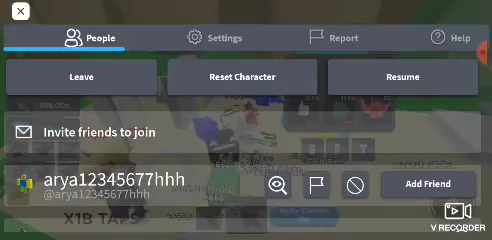 People Settings Report Help
Leave Reset Character Resume
Invite friends to join
arya12345677hhh
@arya12345677hhh
Add Friend
X1B TAPS
V RECORDER